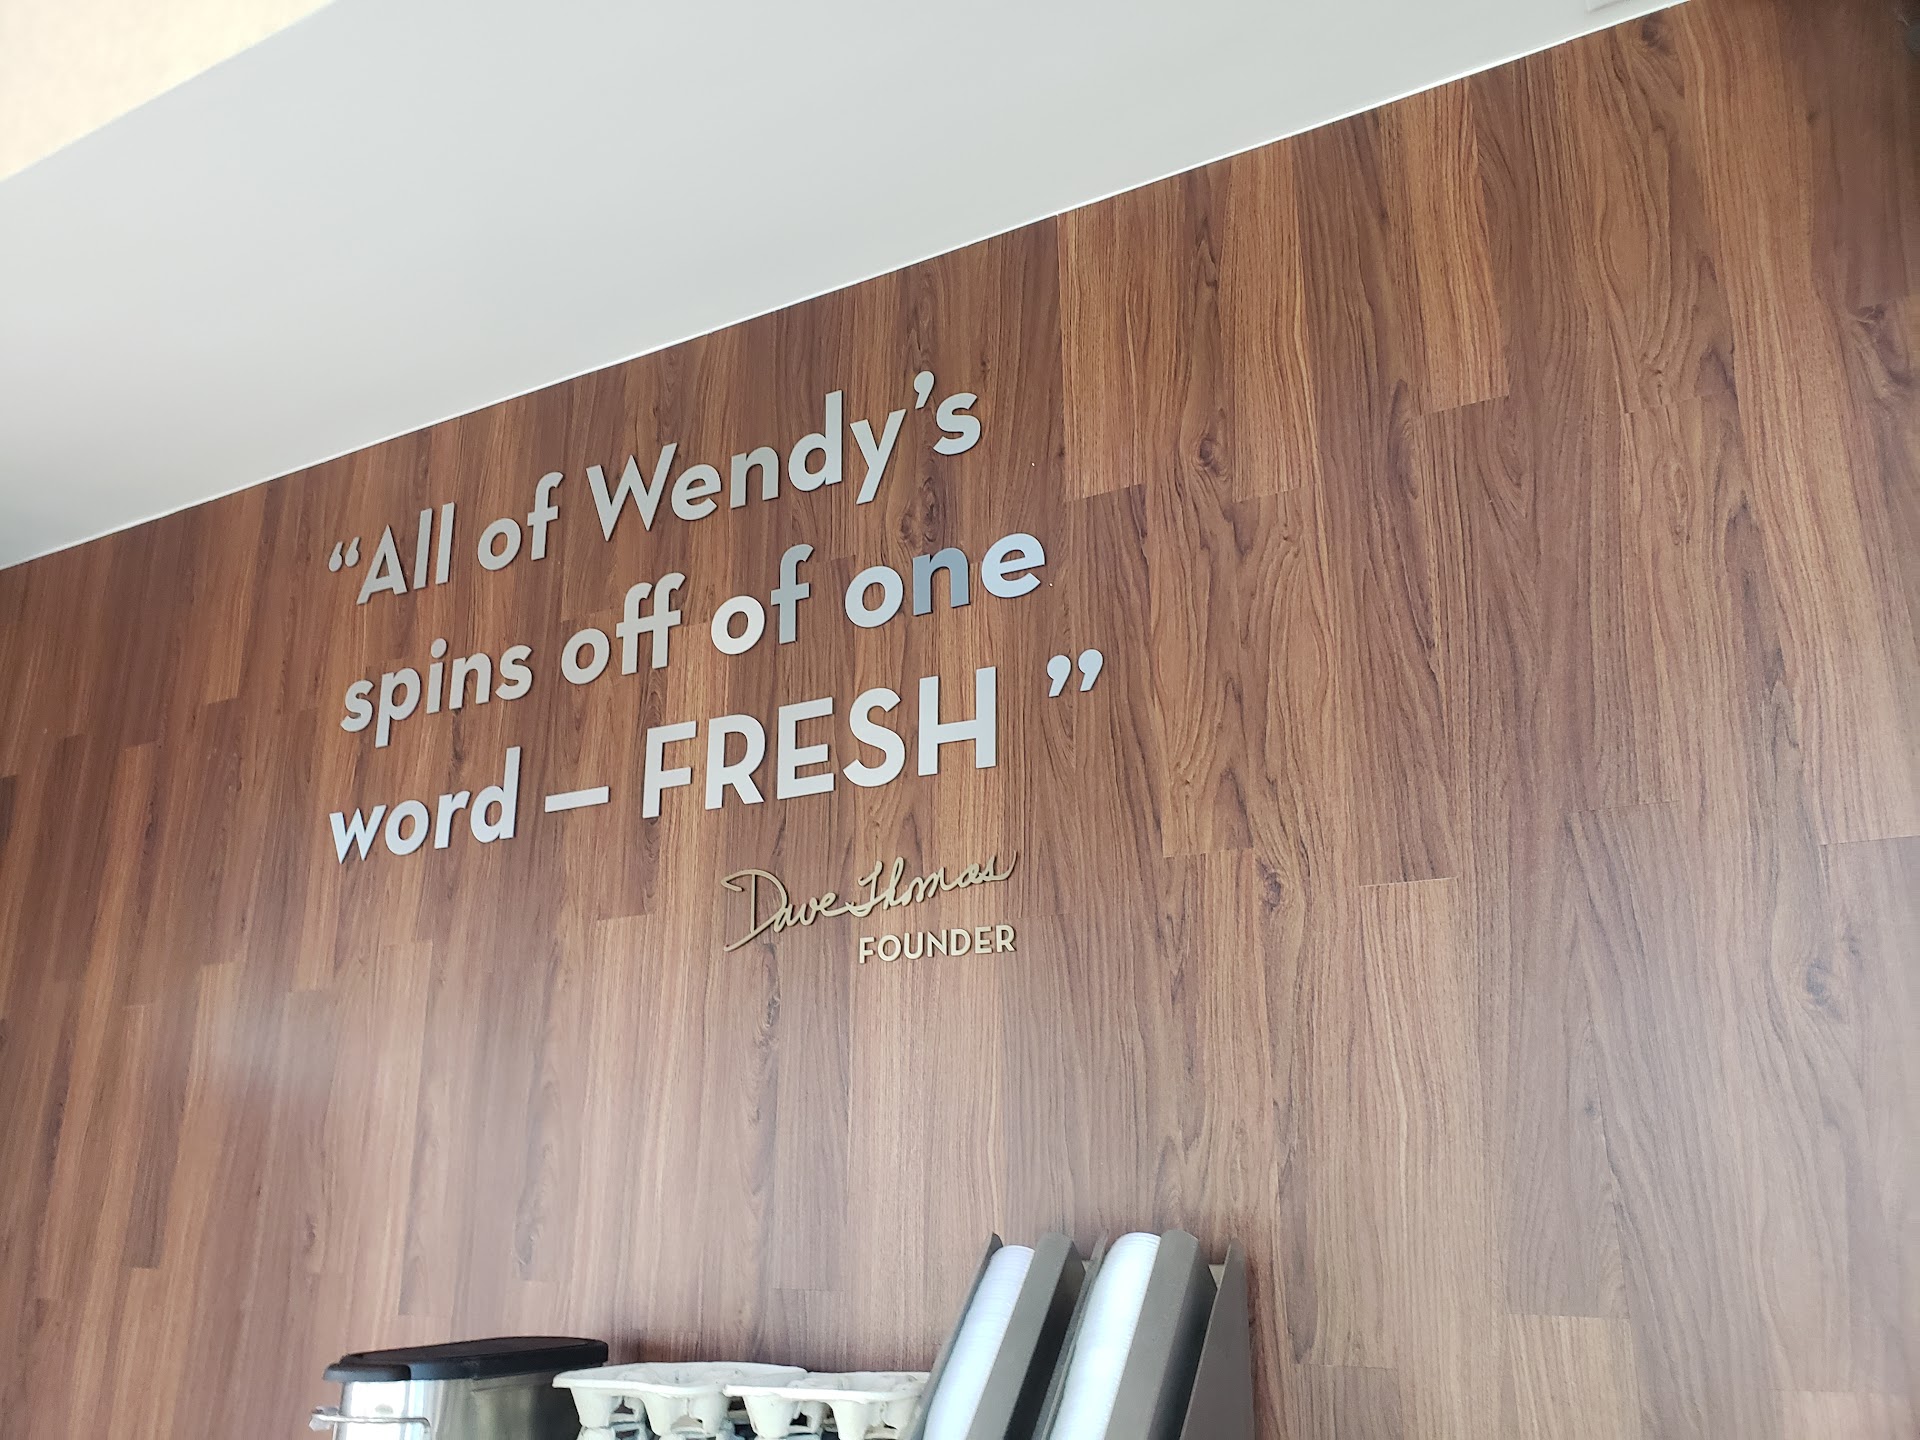 “All of Wendy’s
spins off of one
word – FRESH ”
Dave Thomas
FOUNDER